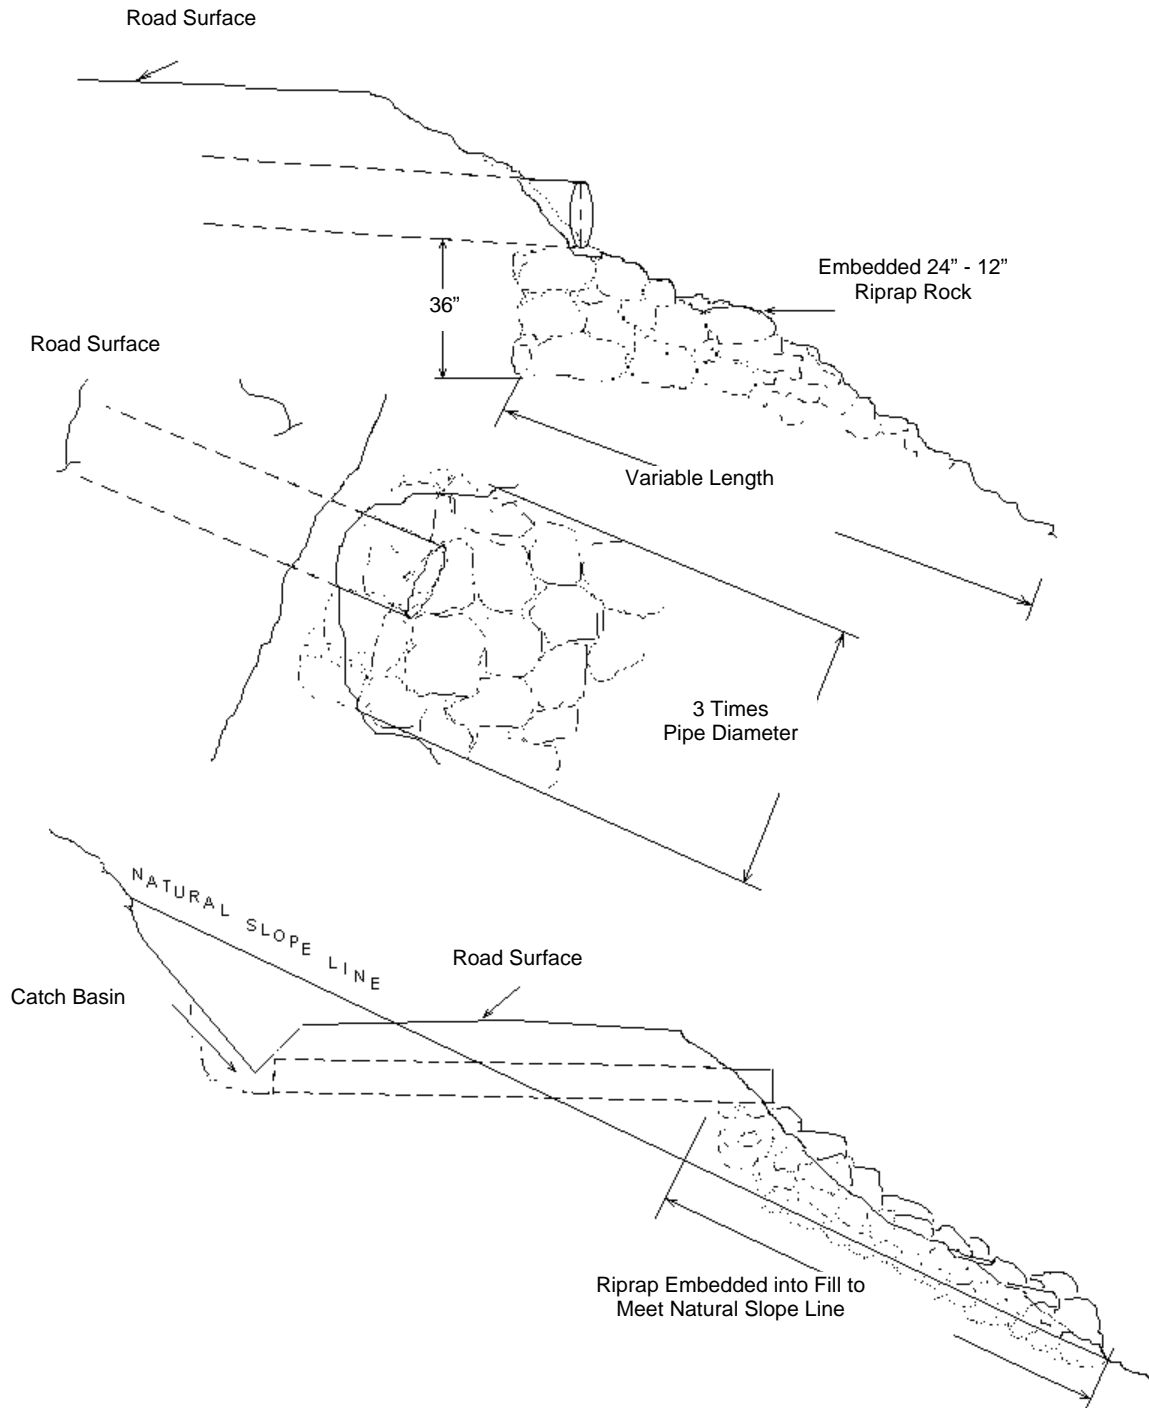 Road Surface
Embedded 24” - 12”
Riprap Rock
36”
Road Surface
Variable Length
3 Times
Pipe Diameter
NATURAL SLOPE LINE
Road Surface
Catch Basin
Riprap Embedded into Fill to
Meet Natural Slope Line